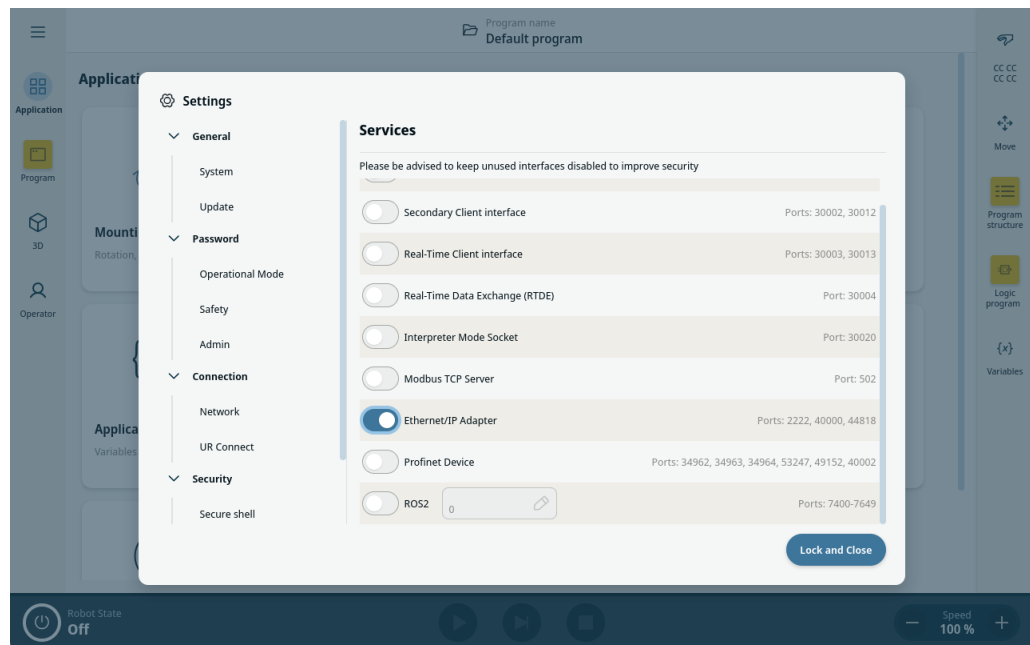 Program name
Default program
Applicati
Application
Program
3D
Operator
Mounti
Rotation,
Applica
Variables
Settings
General
System
Update
Password
Operational Mode
Safety
Admin
Connection
Network
UR Connect
Security
Secure shell
Services
Please be advised to keep unused interfaces disabled to improve security
Secondary Client interface Ports: 30002, 30012
Real-Time Client interface Ports: 30003, 30013
Real-Time Data Exchange (RTDE) Port: 30004
Interpreter Mode Socket Port: 30020
Modbus TCP Server Port: 502
Ethernet/IP Adapter Ports: 2222, 40000, 44818
Profinet Device Ports: 34962, 34963, 34964, 53247, 49152, 40002
ROS2 0 Ports: 7400-7649
Lock and Close
CC CC
CC CC
Move
Program
structure
Logic
program
{x}
Variables
Robot State
Off
Speed
100 %